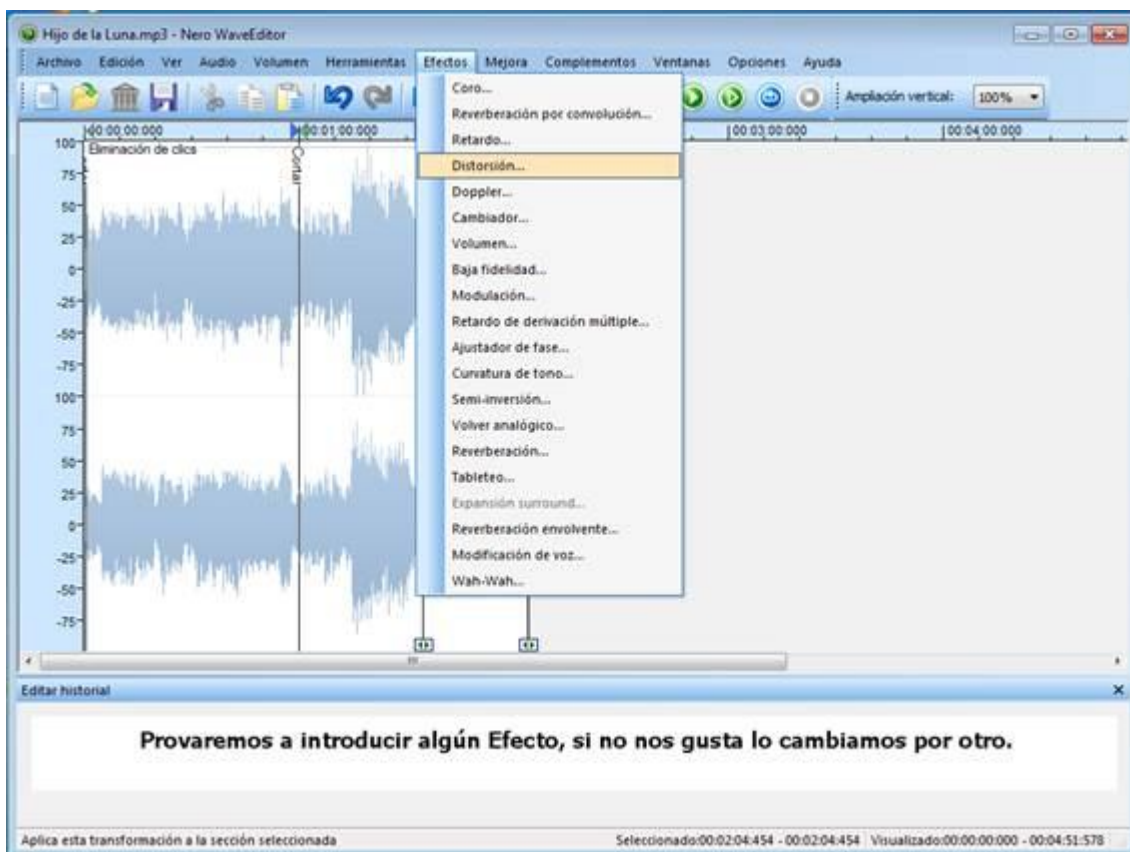 Hijo de la Luna.mp3 - Nero WaveEditor
Archivo Edición Ver Audio Volumen Herramientas Efectos Mejora Complementos Ventanas Opciones Ayuda
Ampliación vertical: 100%
00:00:00:000 00:01:00:000 00:03:00:000 00:04:00:000
Eliminación de clics
Cortar
100
75
50
25
0
-25
-50
-75
100
75
50
25
0
-25
-50
-75
Coro...
Reverberación por convolución...
Retardo...
Distorsión...
Doppler...
Cambiador...
Volumen...
Baja fidelidad...
Modulación...
Retardo de derivación múltiple...
Ajustador de fase...
Curvatura de tono...
Semi-inversión...
Volver analógico...
Reverberación...
Tableteo...
Expansión surround...
Reverberación envolvente...
Modificación de voz...
Wah-Wah...
Editar historial
Provaremos a introducir algún Efecto, si no nos gusta lo cambiamos por otro.
Aplica esta transformación a la sección seleccionada Seleccionado:00:02:04:454 - 00:02:04:454 Visualizado:00:00:00:000 - 00:04:51:578